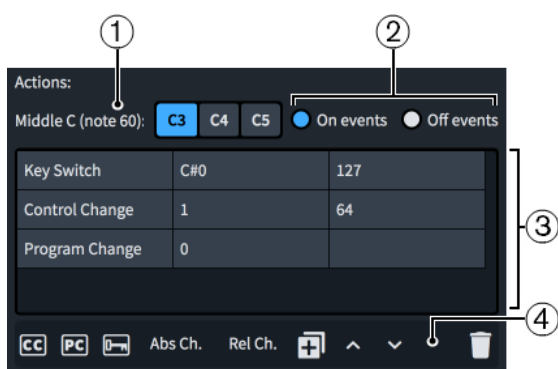 ① ②
Actions:
Middle C (note 60): C3 C4 C5 On events Off events
Key Switch C#0 127
Control Change 1 64
Program Change 0
③
④
CC PC Abs Ch. Rel Ch.